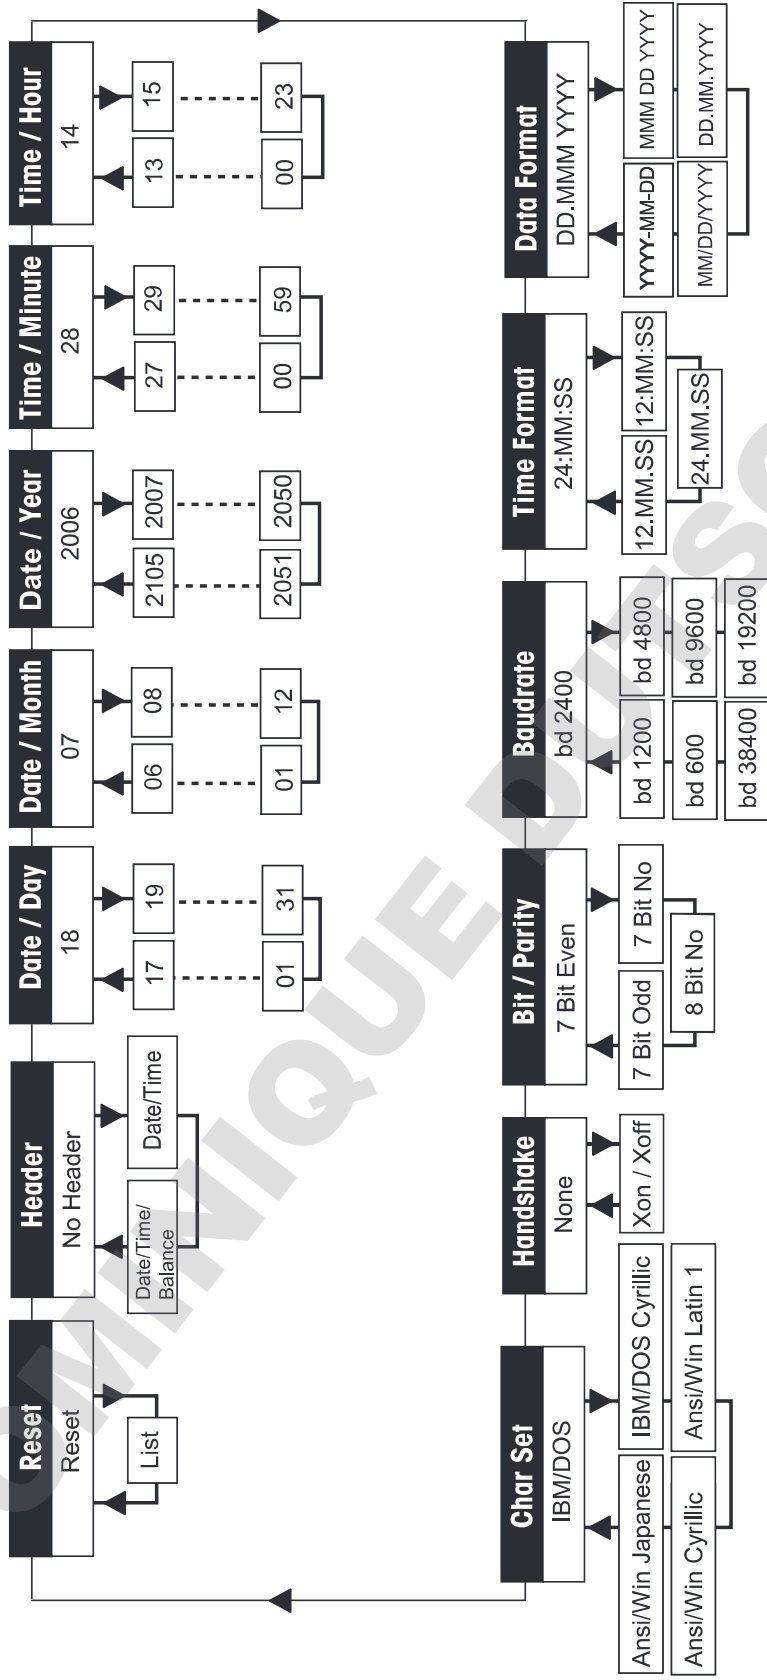 Reset
Reset
List
Header
No Header
Date/Time/
Balance
Date/Time
Date / Day
18
17
19
01
31
Date / Month
07
06
08
01
12
Date / Year
2006
2105
2007
2051
2050
Time / Minute
28
27
29
00
59
Time / Hour
14
13
15
00
23
Char Set
IBM/DOS
Ansi/Win Japanese
IBM/DOS Cyrillic
Ansi/Win Cyrillic
Ansi/Win Latin 1
Handshake
None
Xon / Xoff
Bit / Parity
7 Bit Even
7 Bit Odd
7 Bit No
8 Bit No
Baudrate
bd 2400
bd 1200
bd 4800
bd 600
bd 9600
bd 38400
bd 19200
Time Format
24:MM:SS
12.MM.SS
12:MM:SS
24.MM.SS
Data Format
DD.MMM YYYY
YYYY-MM-DD
MMM DD YYYY
MM/DD/YYYY
DD.MM.YYYY
OMINIQUE DUTSC